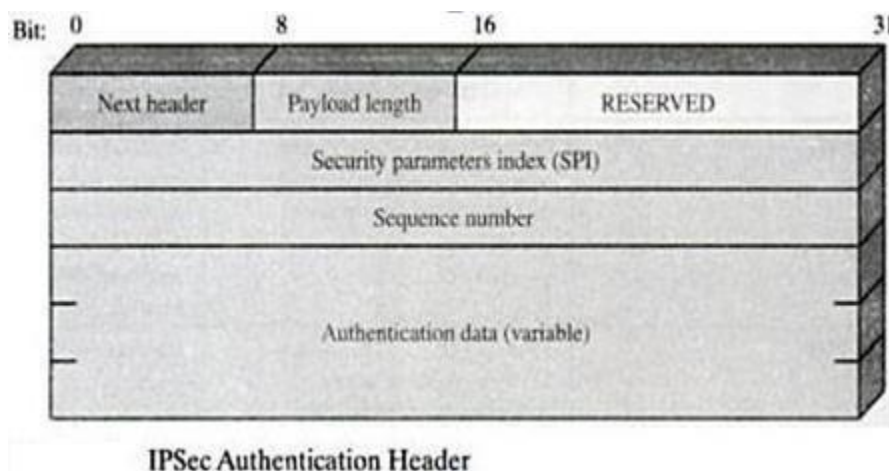 Bit: 0 8 16 31
Next header Payload length RESERVED
Security parameters index (SPI)
Sequence number
Authentication data (variable)
IPSec Authentication Header